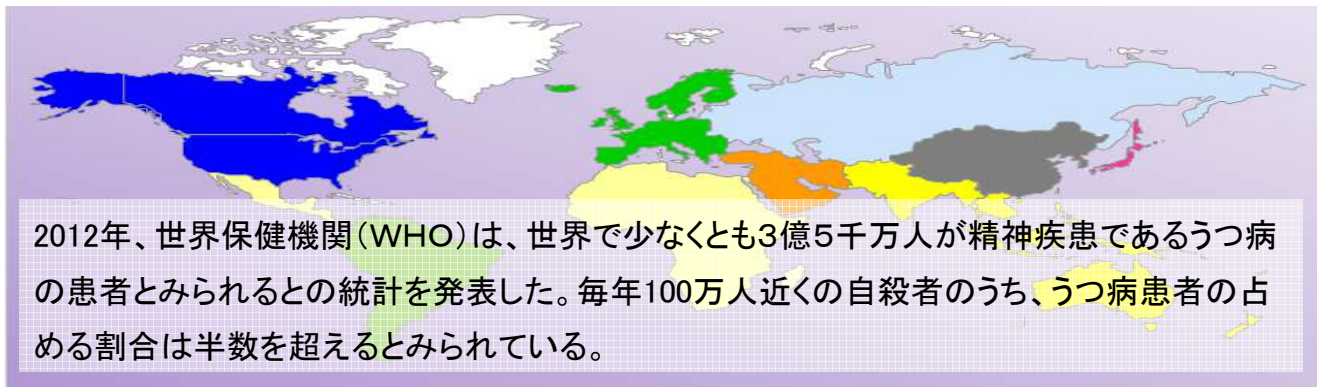 2012年、世界保健機関(WHO)は、世界で少なくとも3億5千万人が精神疾患であるうつ病
の患者とみられるとの統計を発表した。毎年100万人近くの自殺者のうち、うつ病患者の占
める割合は半数を超えるとみられている。